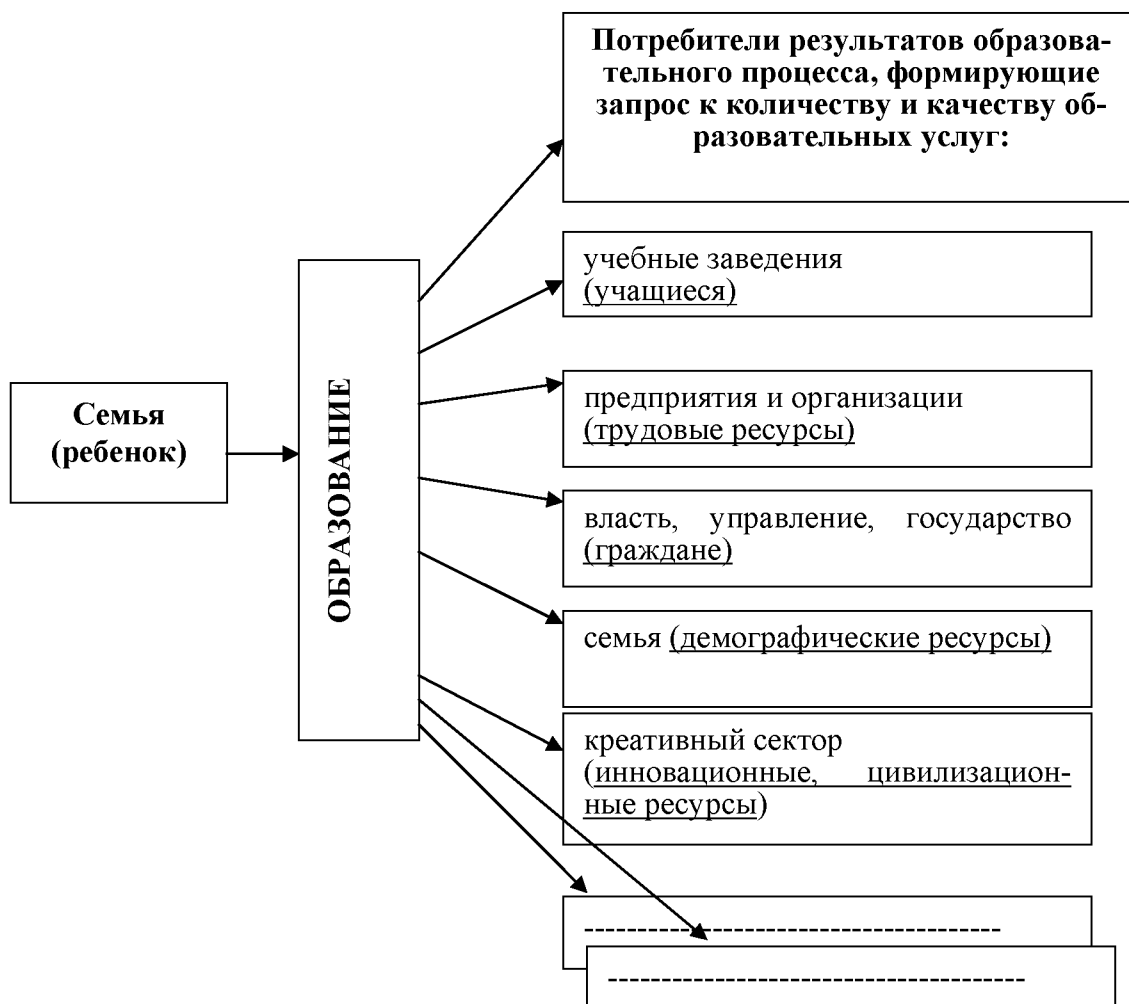 Потребители результатов образова-
тельного процесса, формирующие
запрос к количеству и качеству об-
разовательных услуг:
учебные заведения
(учащиеся)
Семья
(ребенок)
ОБРАЗОВАНИЕ
предприятия и организации
(трудовые ресурсы)
власть, управление, государство
(граждане)
семья (демографические ресурсы)
креативный сектор
(инновационные, цивилизацион-
ные ресурсы)